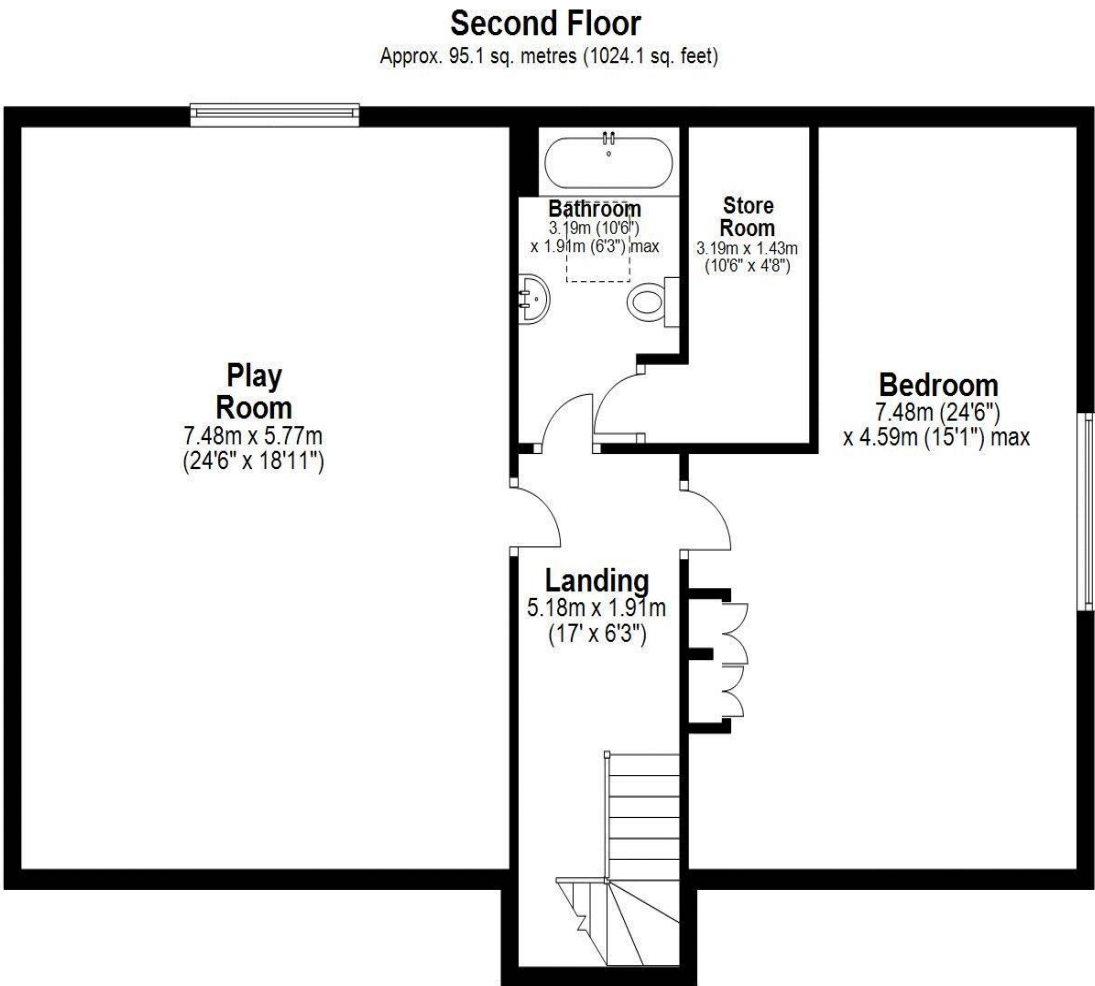 Second Floor
Approx. 95.1 sq. metres (1024.1 sq. feet)
Bathroom
3.19m (10'6")
x 1.91m (6'3") max
Store
Room
3.19m x 1.43m
(10'6" x 4'8")
Play
Room
7.48m x 5.77m
(24'6" x 18'11")
Bedroom
7.48m (24'6")
x 4.59m (15'1") max
Landing
5.18m x 1.91m
(17' x 6'3")